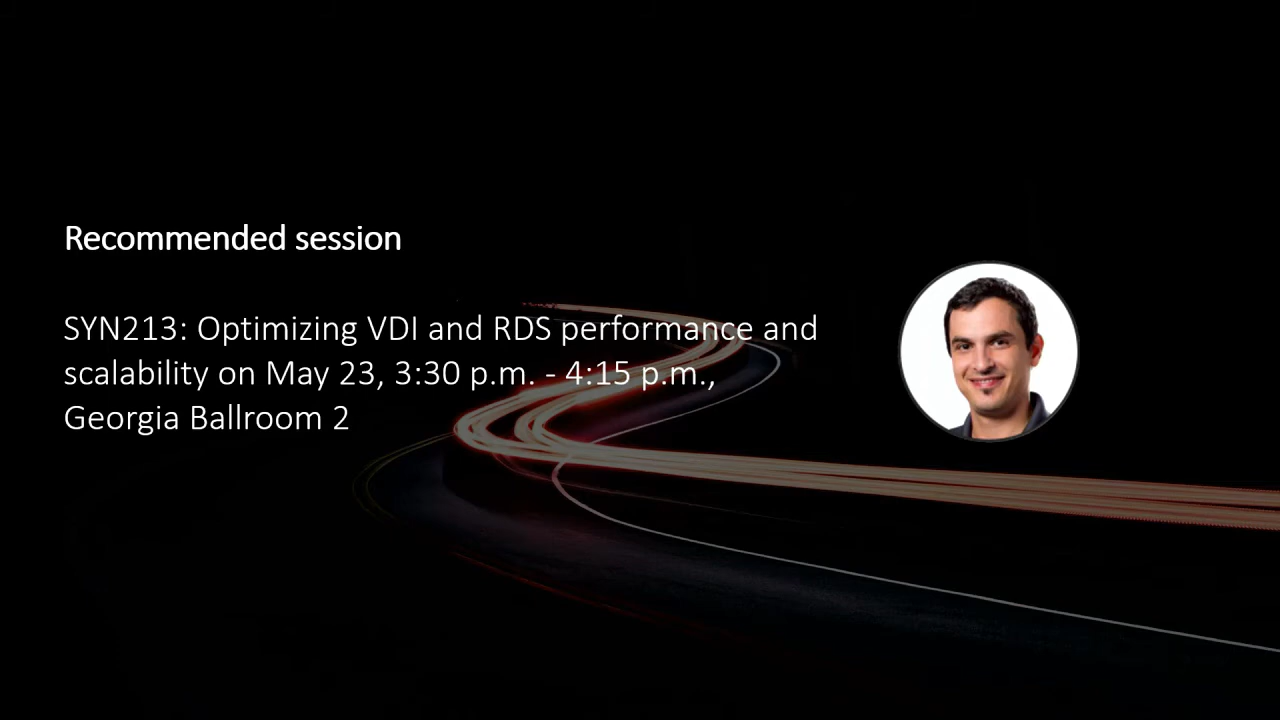 Recommended session
SYN213: Optimizing VDI and RDS performance and
scalability on May 23, 3:30 p.m. - 4:15 p.m.,
Georgia Ballroom 2